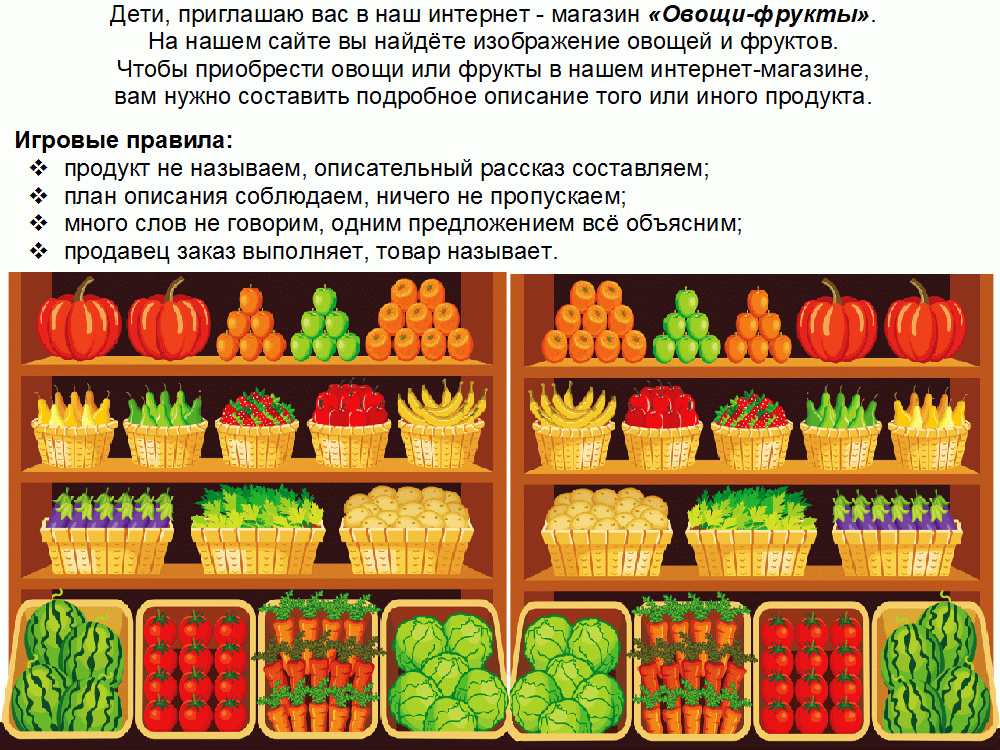 Дети, приглашаю вас в наш интернет - магазин «Овощи-фрукты».
На нашем сайте вы найдёте изображение овощей и фруктов.
Чтобы приобрести овощи или фрукты в нашем интернет-магазине,
вам нужно составить подробное описание того или иного продукта.
Игровые правила:
❖ продукт не называем, описательный рассказ составляем;
❖ план описания соблюдаем, ничего не пропускаем;
❖ много слов не говорим, одним предложением всё объясним;
❖ продавец заказ выполняет, товар называет.